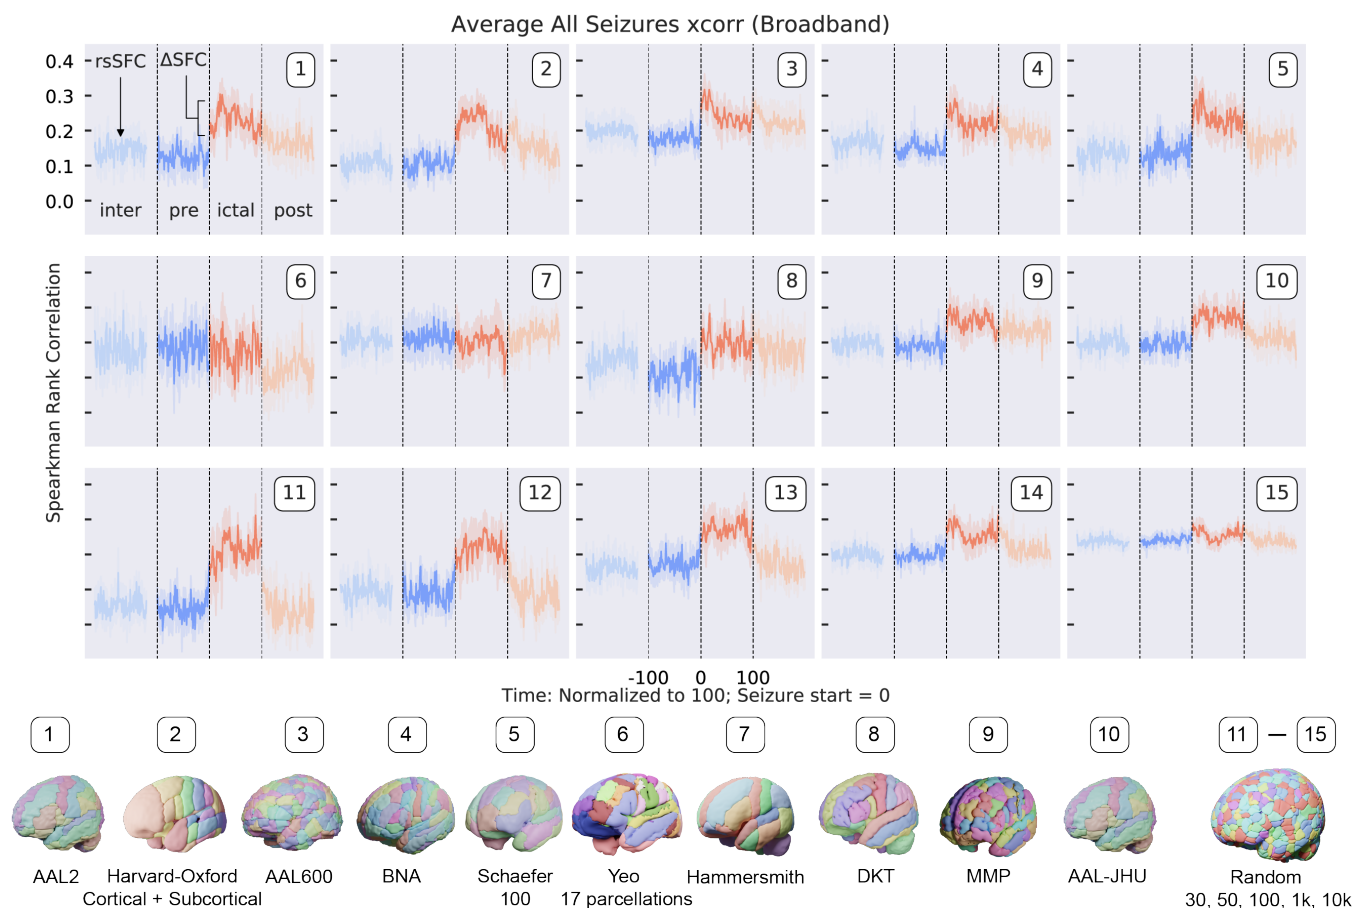 Average All Seizures xcorr (Broadband)
0.4
0.3
0.2
0.1
0.0
rsSFC
ΔSFC
inter
pre
ictal
post
1
2
3
4
5
Spearkman Rank Correlation
6
7
8
9
10
11
12
13
14
15
-100 0 100
Time: Normalized to 100; Seizure start = 0
1
2
3
4
5
6
7
8
9
10
11 — 15
AAL2
Harvard-Oxford
Cortical + Subcortical
AAL600
BNA
Schaefer
100
Yeo
17 parcellations
Hammersmith
DKT
MMP
AAL-JHU
Random
30, 50, 100, 1k, 10k